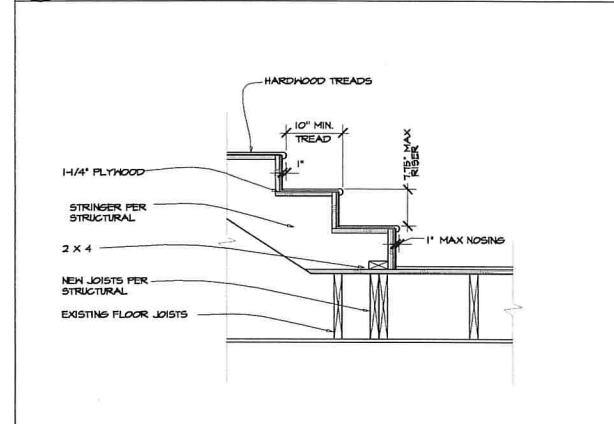 HARDWOOD TREADS
10" MIN.
TREAD
7.75" MAX
RISER
1"
1-1/4" PLYWOOD
STRINGER PER
STRUCTURAL
1" MAX NOSING
2 X 4
NEW JOISTS PER
STRUCTURAL
EXISTING FLOOR JOISTS